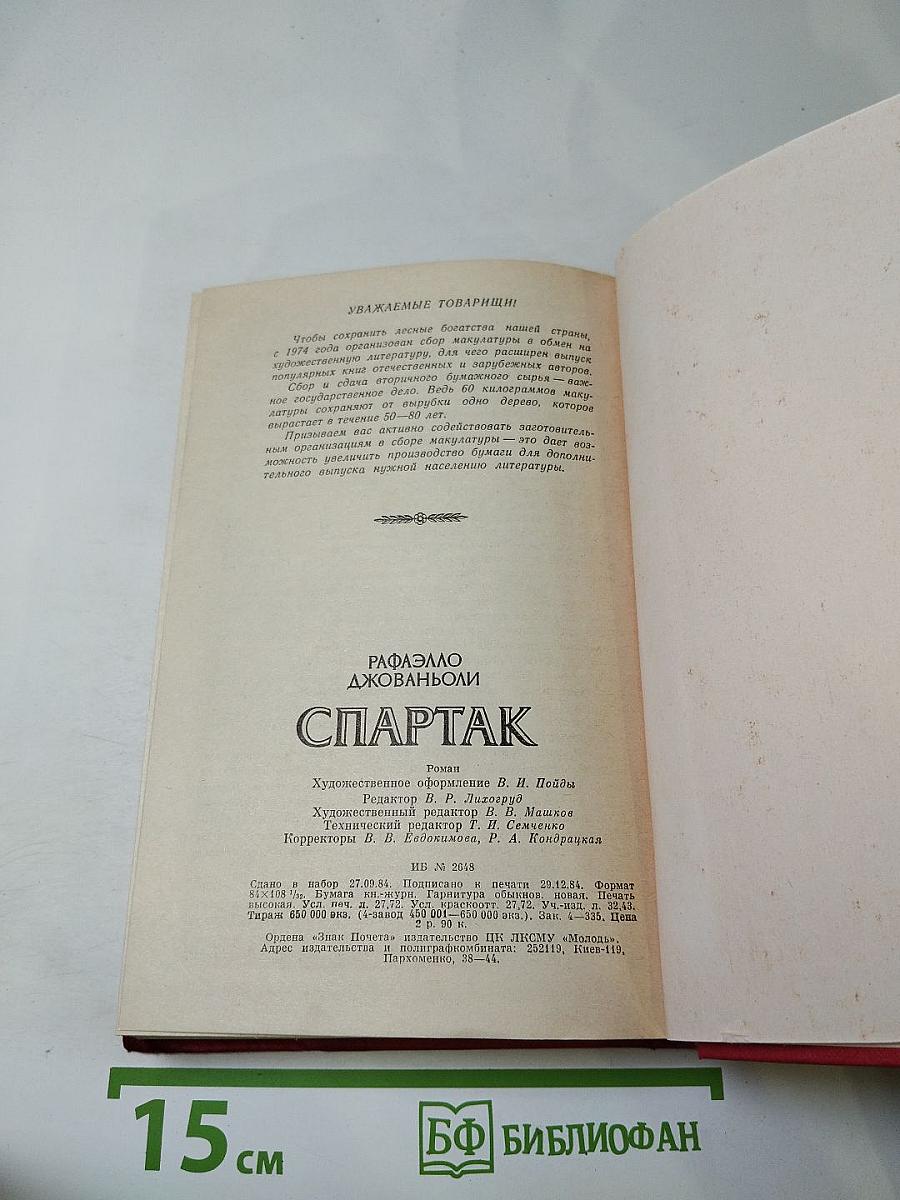 УВАЖАЕМЫЕ ТОВАРИЩИ!
Чтобы сохранить лесные богатства нашей страны,
с 1974 года организован сбор макулатуры в обмен на
художественную литературу, для чего расширен выпуск
популярных книг отечественных и зарубежных авторов.
Сбор и сдача вторичного бумажного сырья — важ-
ное государственное дело. Ведь 60 килограммов маку-
латуры сохраняют от вырубки одно дерево, которое
вырастает в течение 50—80 лет.
Призываем вас активно содействовать заготовитель-
ным организациям в сборе макулатуры — это дает воз-
можность увеличить производство бумаги для дополни-
тельного выпуска нужной населению литературы.
РАФАЭЛЛО
ДЖОВАНЬОЛИ
СПАРТАК
Роман
Художественное оформление В. И. Пойды
Редактор В. Р. Лихогруд
Художественный редактор В. В. Машков
Технический редактор Т. И. Семченко
Корректоры В. В. Евдокимова, Р. А. Кондрацкая
ИБ № 2648
Сдано в набор 27.09.84. Подписано к печати 29.12.84. Формат
84×108 1/32. Бумага кн.-журн. Гарнитура обыкнов. новая. Печать
высокая. Усл. печ. л. 27,72. Усл. краскоотт. 27,72. Уч.-изд. л. 32,43.
Тираж 650 000 экз. (4-завод 450 001—650 000 экз.). Зак. 4—335. Цена
2 р. 90 к.
Ордена «Знак Почета» издательство ЦК ЛКСМУ «Молодь».
Адрес издательства и полиграфкомбината: 252119, Киев-119,
Пархоменко, 38—44.
15 см
БФ БИБЛИОФАН